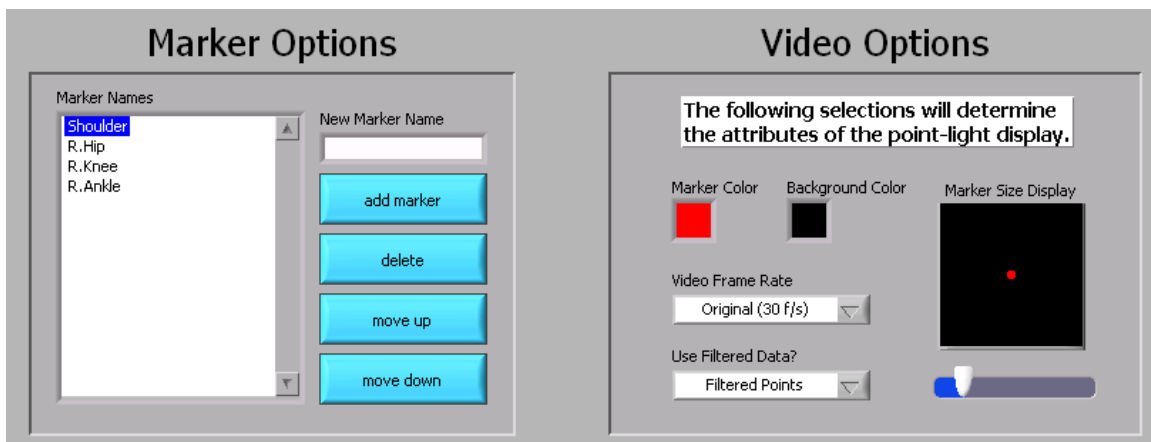 Marker Options
Marker Names
Shoulder
R.Hip
R.Knee
R.Ankle
New Marker Name
add marker
delete
move up
move down
Video Options
The following selections will determine
the attributes of the point-light display.
Marker Color
Background Color
Marker Size Display
Video Frame Rate
Original (30 f/s)
Use Filtered Data?
Filtered Points